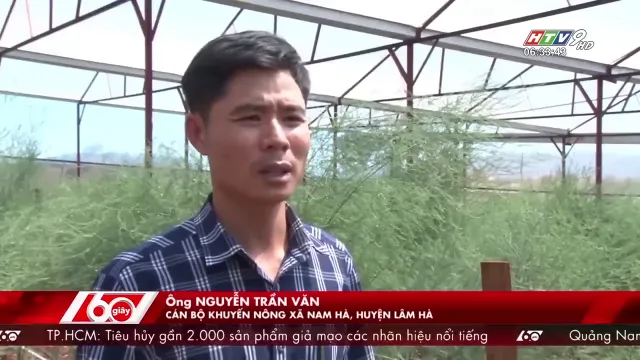 HTV9 HD
06:33:43
60 giây
Ông NGUYỄN TRẦN VĂN
CÁN BỘ KHUYẾN NÔNG XÃ NAM HÀ, HUYỆN LÂM HÀ
TP.HCM: Tiêu hủy gần 2.000 sản phẩm giả mạo các nhãn hiệu nổi tiếng 60 Quảng Nam